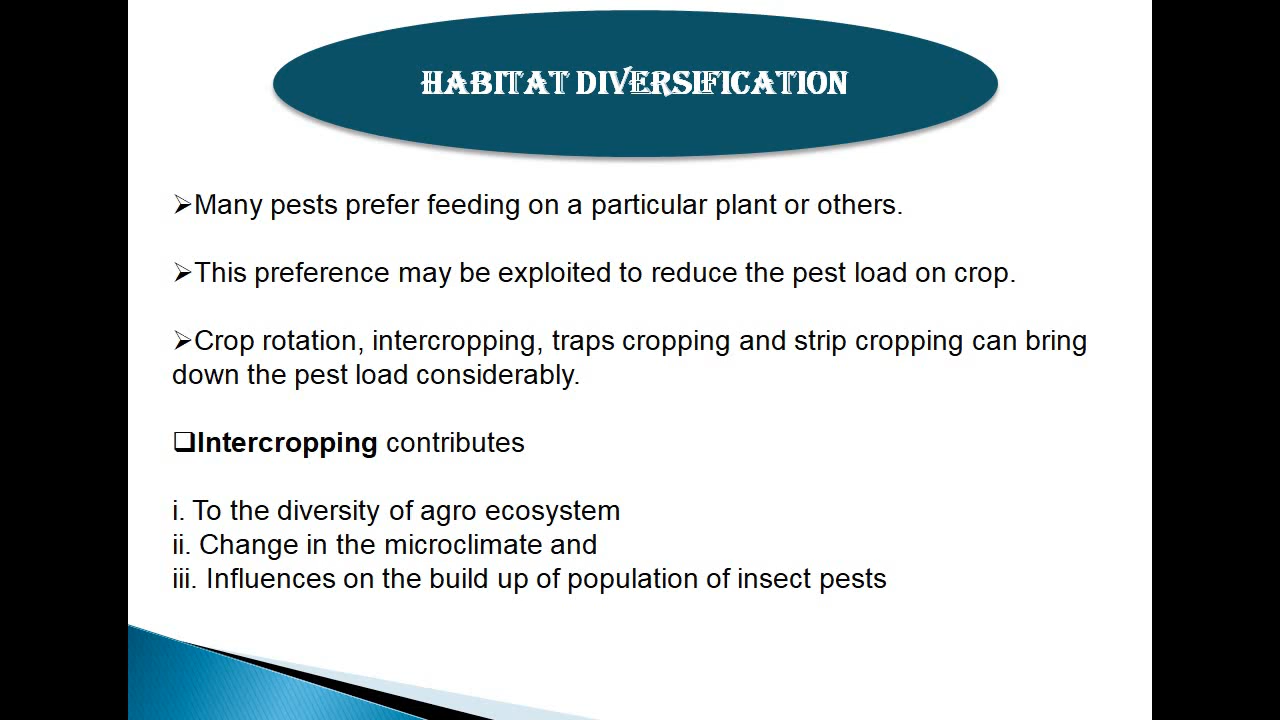 HABITAT DIVERSIFICATION
➢Many pests prefer feeding on a particular plant or others.
➢This preference may be exploited to reduce the pest load on crop.
➢Crop rotation, intercropping, traps cropping and strip cropping can bring
down the pest load considerably.
❑Intercropping contributes
i. To the diversity of agro ecosystem
ii. Change in the microclimate and
iii. Influences on the build up of population of insect pests